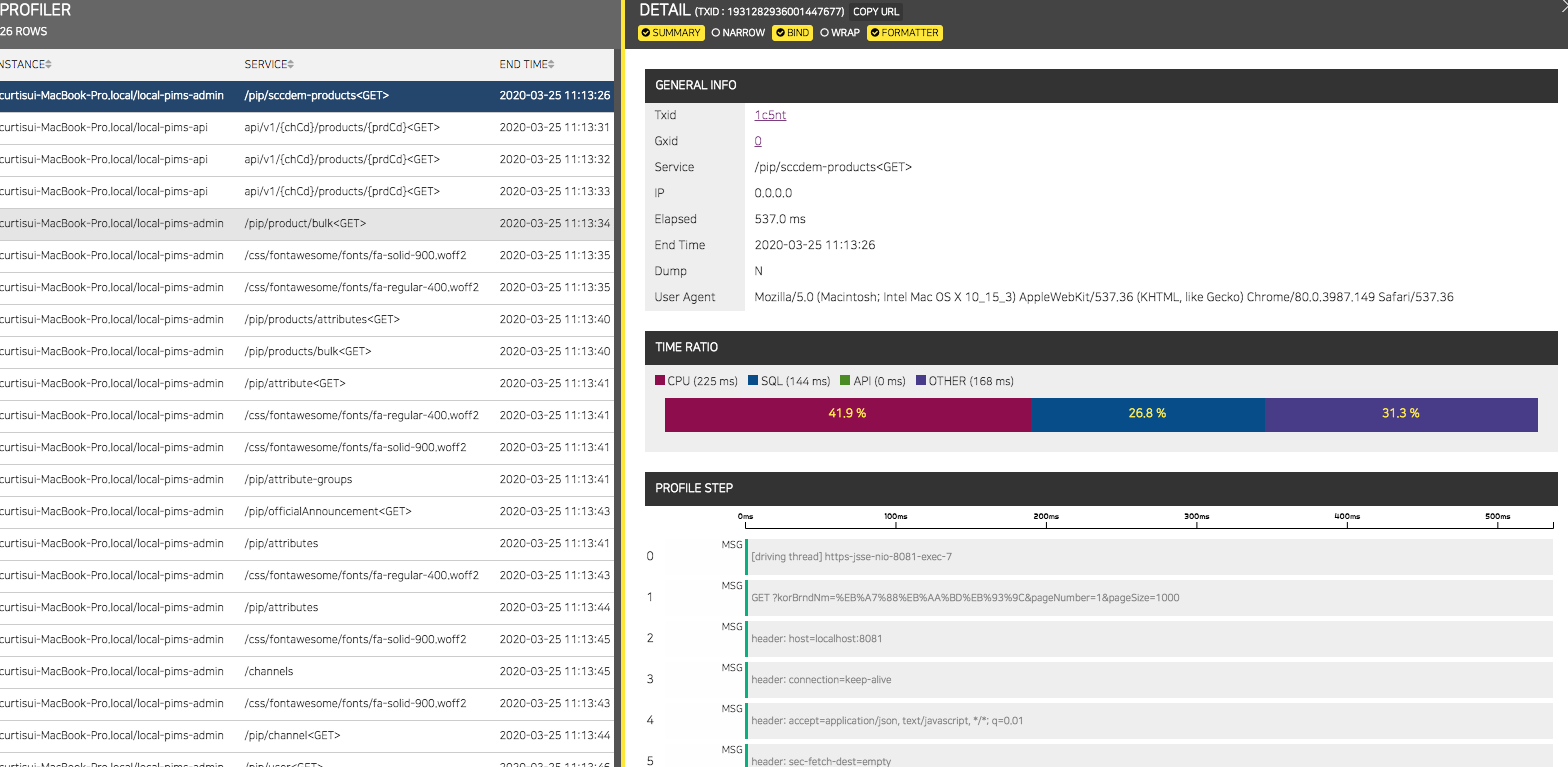 PROFILER
26 ROWS
NSTANCE SERVICE END TIME
curtisui-MacBook-Pro.local/local-pims-admin /pip/sccdem-products<GET> 2020-03-25 11:13:26
curtisui-MacBook-Pro.local/local-pims-api api/v1/{chCd}/products/{prdCd}<GET> 2020-03-25 11:13:31
curtisui-MacBook-Pro.local/local-pims-api api/v1/{chCd}/products/{prdCd}<GET> 2020-03-25 11:13:32
curtisui-MacBook-Pro.local/local-pims-api api/v1/{chCd}/products/{prdCd}<GET> 2020-03-25 11:13:33
curtisui-MacBook-Pro.local/local-pims-admin /pip/product/bulk<GET> 2020-03-25 11:13:34
curtisui-MacBook-Pro.local/local-pims-admin /css/fontawesome/fonts/fa-solid-900.woff2 2020-03-25 11:13:35
curtisui-MacBook-Pro.local/local-pims-admin /css/fontawesome/fonts/fa-regular-400.woff2 2020-03-25 11:13:35
curtisui-MacBook-Pro.local/local-pims-admin /pip/products/attributes<GET> 2020-03-25 11:13:40
curtisui-MacBook-Pro.local/local-pims-admin /pip/products/bulk<GET> 2020-03-25 11:13:40
curtisui-MacBook-Pro.local/local-pims-admin /pip/attribute<GET> 2020-03-25 11:13:41
curtisui-MacBook-Pro.local/local-pims-admin /css/fontawesome/fonts/fa-regular-400.woff2 2020-03-25 11:13:41
curtisui-MacBook-Pro.local/local-pims-admin /css/fontawesome/fonts/fa-solid-900.woff2 2020-03-25 11:13:41
curtisui-MacBook-Pro.local/local-pims-admin /pip/attribute-groups 2020-03-25 11:13:41
curtisui-MacBook-Pro.local/local-pims-admin /pip/officialAnnouncement<GET> 2020-03-25 11:13:43
curtisui-MacBook-Pro.local/local-pims-admin /pip/attributes 2020-03-25 11:13:41
curtisui-MacBook-Pro.local/local-pims-admin /css/fontawesome/fonts/fa-regular-400.woff2 2020-03-25 11:13:43
curtisui-MacBook-Pro.local/local-pims-admin /pip/attributes 2020-03-25 11:13:44
curtisui-MacBook-Pro.local/local-pims-admin /css/fontawesome/fonts/fa-solid-900.woff2 2020-03-25 11:13:45
curtisui-MacBook-Pro.local/local-pims-admin /channels 2020-03-25 11:13:45
curtisui-MacBook-Pro.local/local-pims-admin /css/fontawesome/fonts/fa-solid-900.woff2 2020-03-25 11:13:43
curtisui-MacBook-Pro.local/local-pims-admin /pip/channel<GET> 2020-03-25 11:13:44
curtisui-MacBook-Pro.local/local-pims-admin /pip/user<GET> 2020-03-25 11:13:46
DETAIL (TXID : 1931282936001447677) COPY URL
SUMMARY NARROW BIND WRAP FORMATTER
GENERAL INFO
Txid 1c5nt
Gxid 0
Service /pip/sccdem-products<GET>
IP 0.0.0.0
Elapsed 537.0 ms
End Time 2020-03-25 11:13:26
Dump N
User Agent Mozilla/5.0 (Macintosh; Intel Mac OS X 10_15_3) AppleWebKit/537.36 (KHTML, like Gecko) Chrome/80.0.3987.149 Safari/537.36
TIME RATIO
CPU (225 ms) SQL (144 ms) API (0 ms) OTHER (168 ms)
41.9 % 26.8 % 31.3 %
PROFILE STEP
0ms 100ms 200ms 300ms 400ms 500ms
0 MSG [driving thread] https-jsse-nio-8081-exec-7
1 MSG GET ?korBrndNm=%EB%A7%88%EB%AA%BD%EB%93%9C&pageNumber=1&pageSize=1000
2 MSG header: host=localhost:8081
3 MSG header: connection=keep-alive
4 MSG header: accept=application/json, text/javascript, */*; q=0.01
5 MSG header: sec-fetch-dest=empty